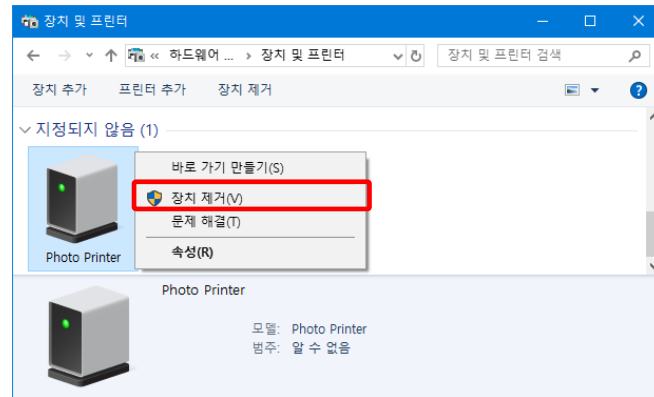 장치 및 프린터
« 하드웨어 ... › 장치 및 프린터
장치 및 프린터 검색
장치 추가 프린터 추가 장치 제거
지정되지 않음 (1)
바로 가기 만들기(S)
장치 제거(V)
문제 해결(T)
속성(R)
Photo Printer
Photo Printer
모델: Photo Printer
범주: 알 수 없음